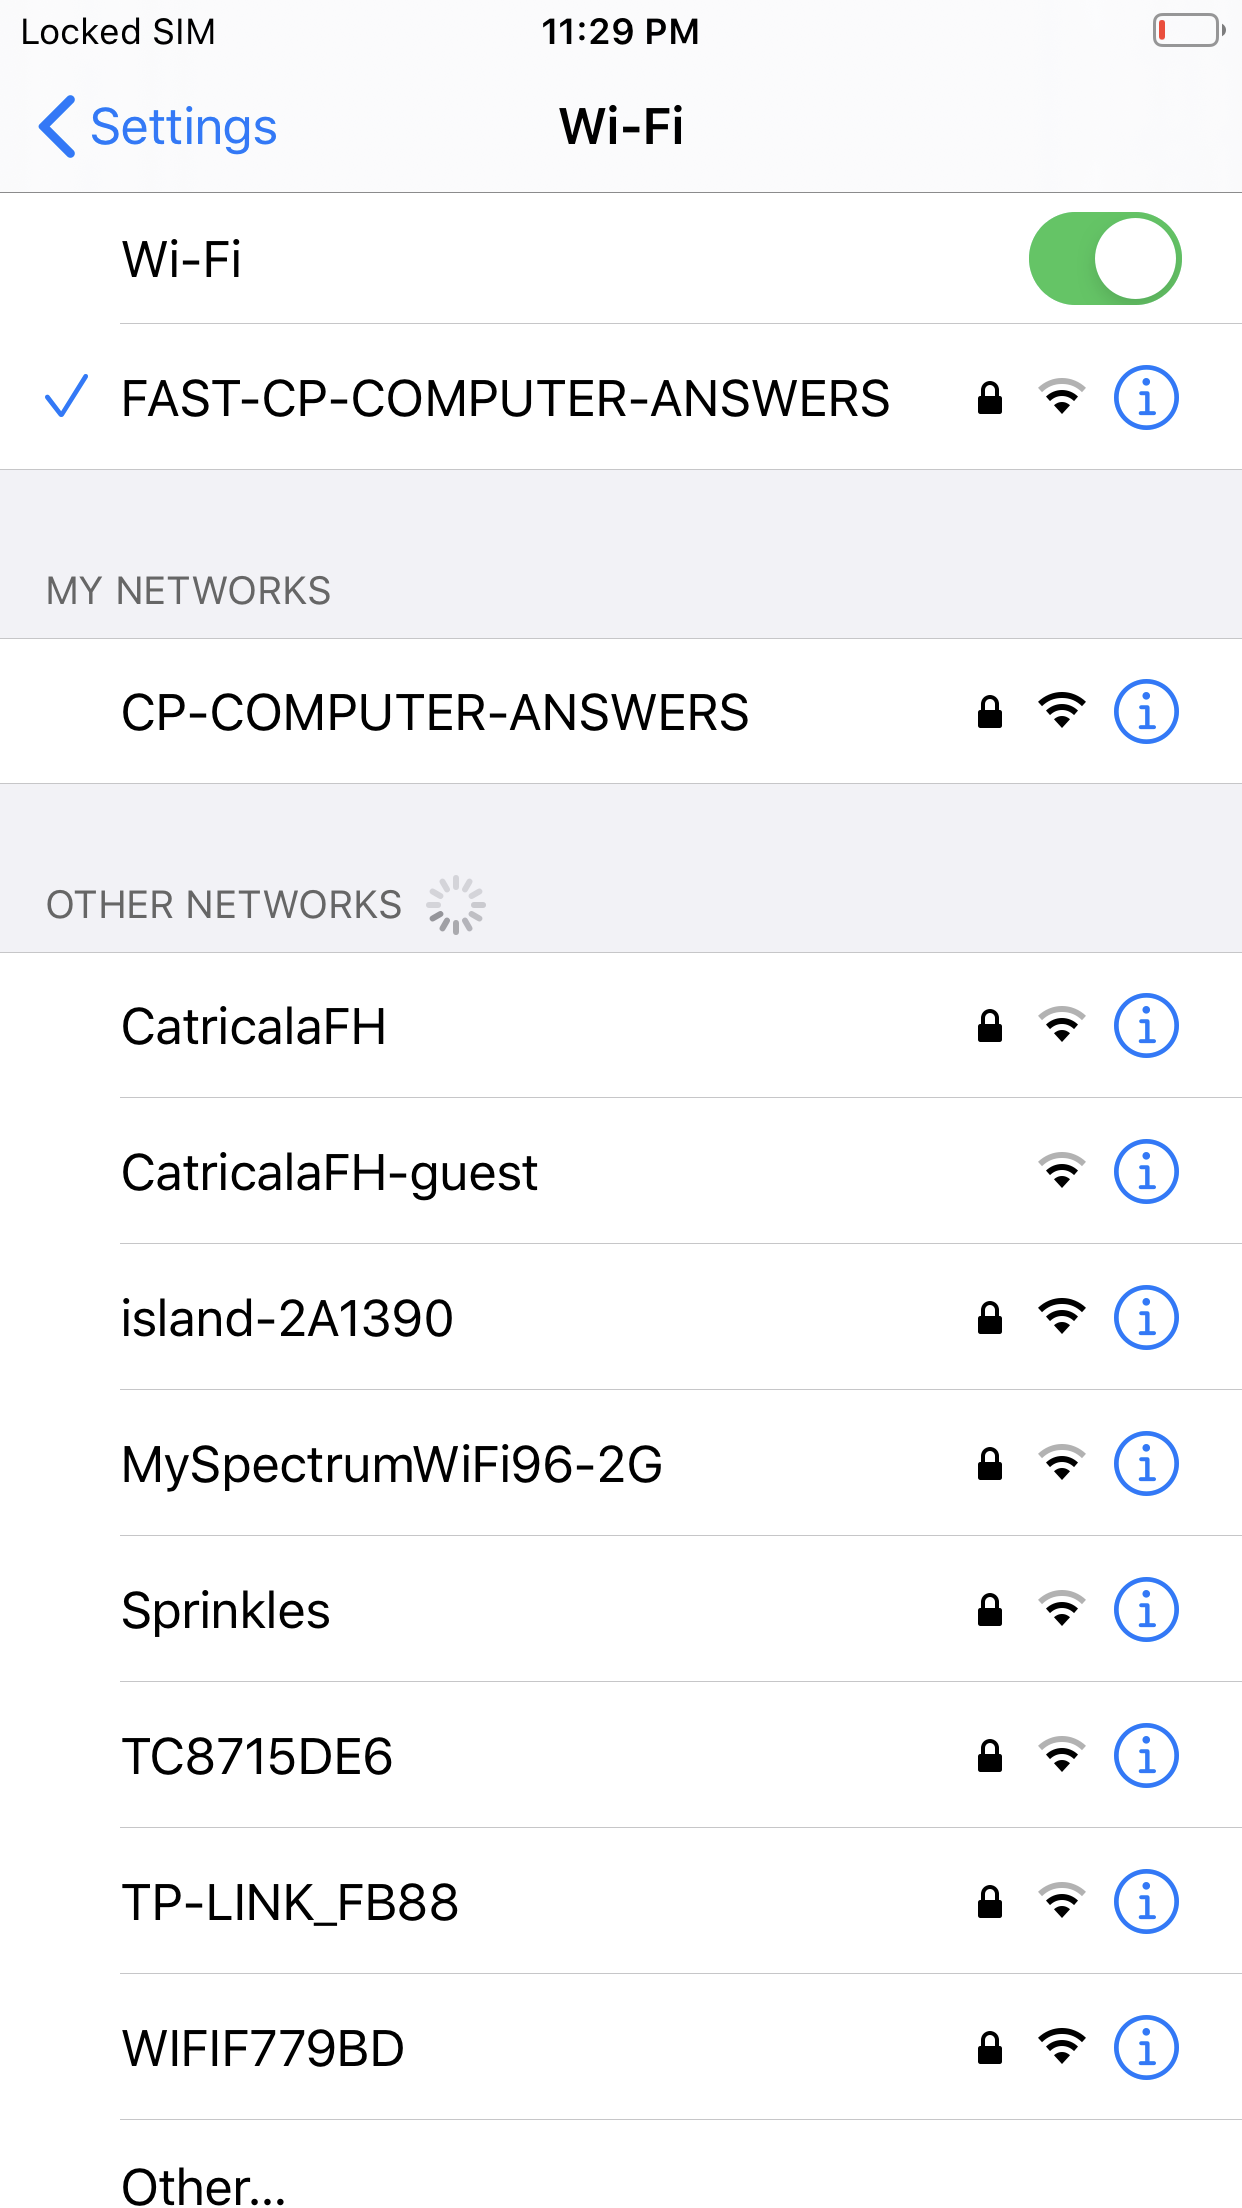 Locked SIM 11:29 PM
Settings Wi-Fi
Wi-Fi
FAST-CP-COMPUTER-ANSWERS
MY NETWORKS
CP-COMPUTER-ANSWERS
OTHER NETWORKS
CatricalaFH
CatricalaFH-guest
island-2A1390
MySpectrumWiFi96-2G
Sprinkles
TC8715DE6
TP-LINK_FB88
WIFIF779BD
Other...